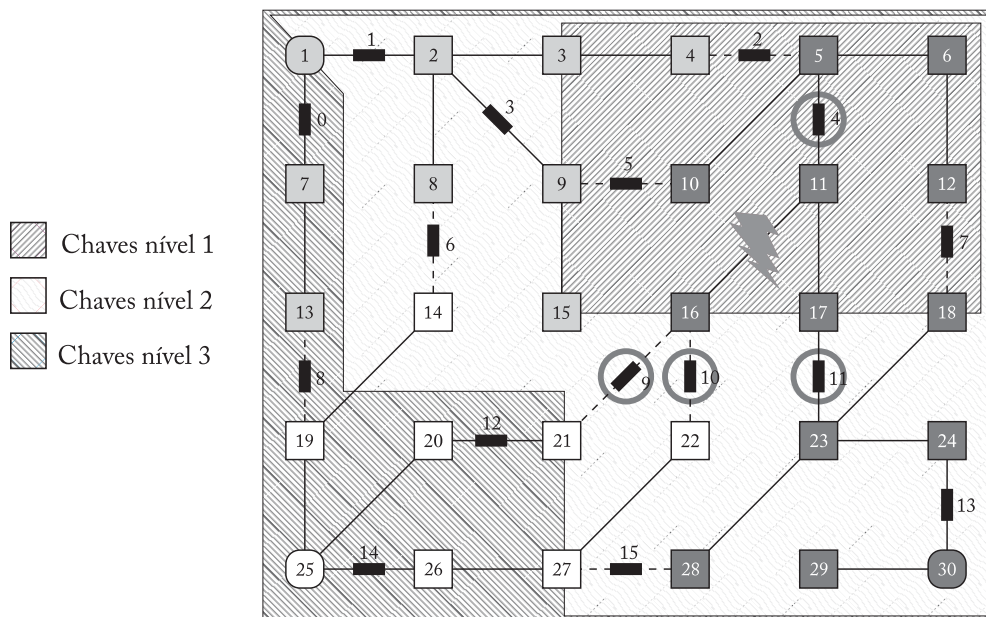 1 1 2 3 4 2 5 6
0 3 4
7 8 9 5 10 11 12
6 7
13 14 15 16 17 18
8 9 10 11
19 20 12 21 22 23 24
13
25 14 26 27 15 28 29 30
Chaves nível 1
Chaves nível 2
Chaves nível 3